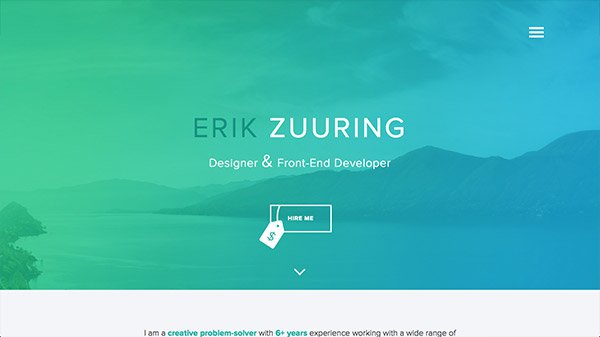 ERIK ZUURING
Designer & Front-End Developer
HIRE ME
$
I am a creative problem-solver with 6+ years experience working with a wide range of